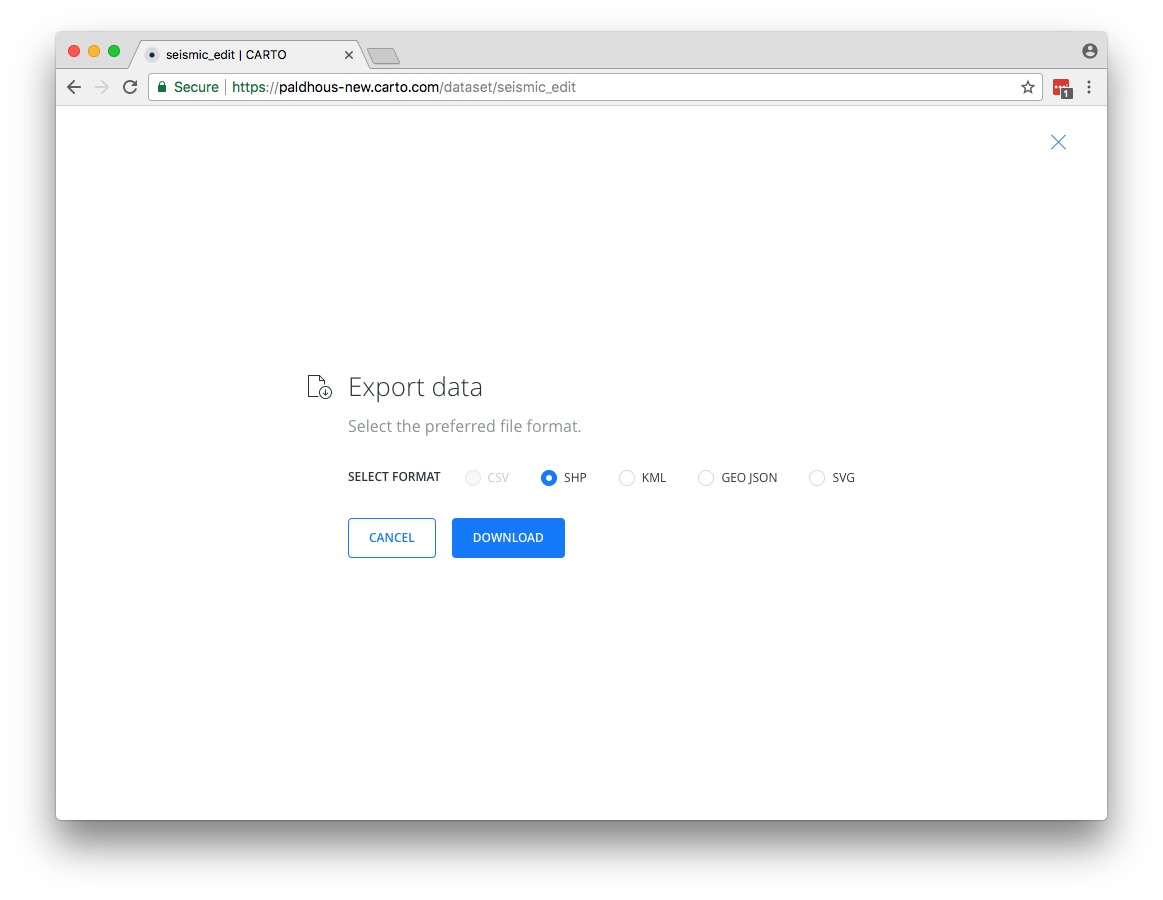 seismic_edit | CARTO
Secure https://paldhous-new.carto.com/dataset/seismic_edit
1
Export data
Select the preferred file format.
SELECT FORMAT CSV SHP KML GEO JSON SVG
CANCEL DOWNLOAD